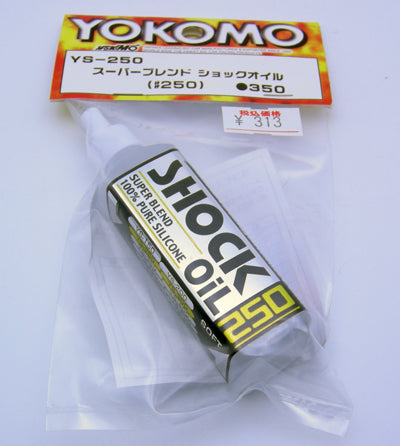 YOKOMO
YOKOMO
YS-250
スーパーブレンド ショックオイル
(#250) ●350
税込価格
¥ 313
SHOCK
OiL
SUPER BLEND
100% PURE SILICONE
250
SOFT